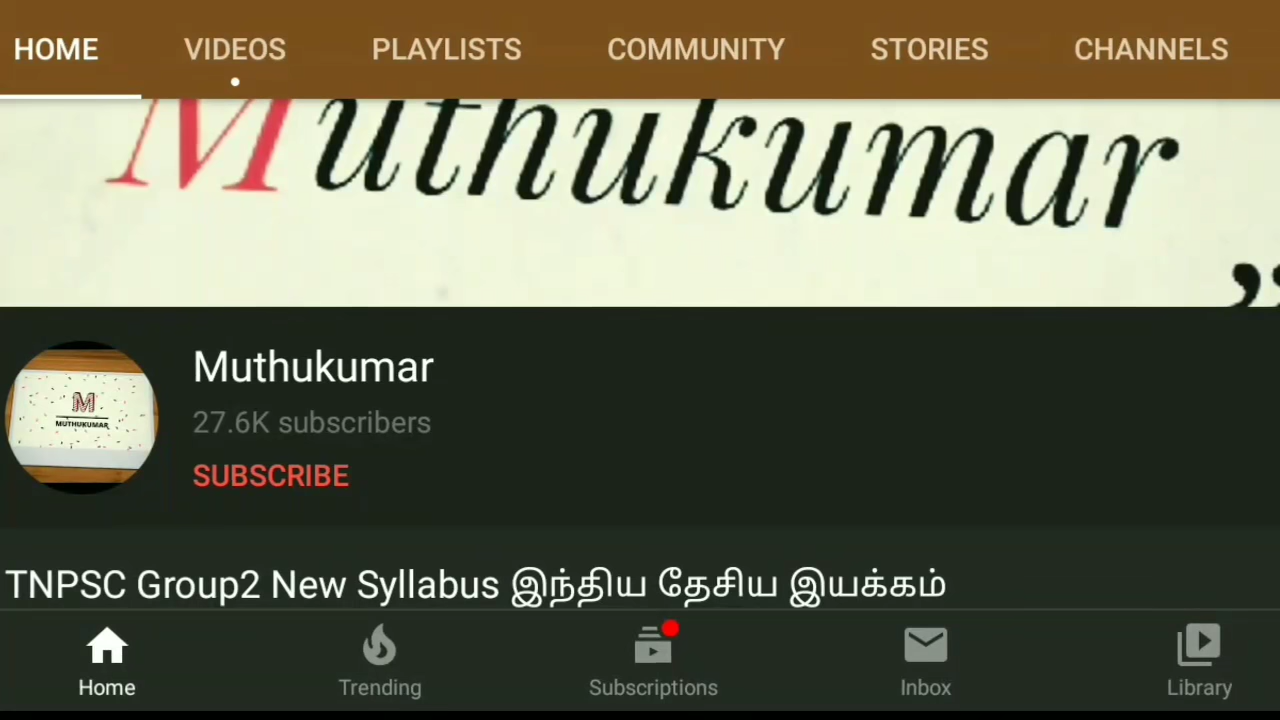 HOME VIDEOS PLAYLISTS COMMUNITY STORIES CHANNELS
Muthukumar
”
M
MUTHUKUMAR
Muthukumar
27.6K subscribers
SUBSCRIBE
TNPSC Group2 New Syllabus இந்திய தேசிய இயக்கம்
Home Trending Subscriptions Inbox Library